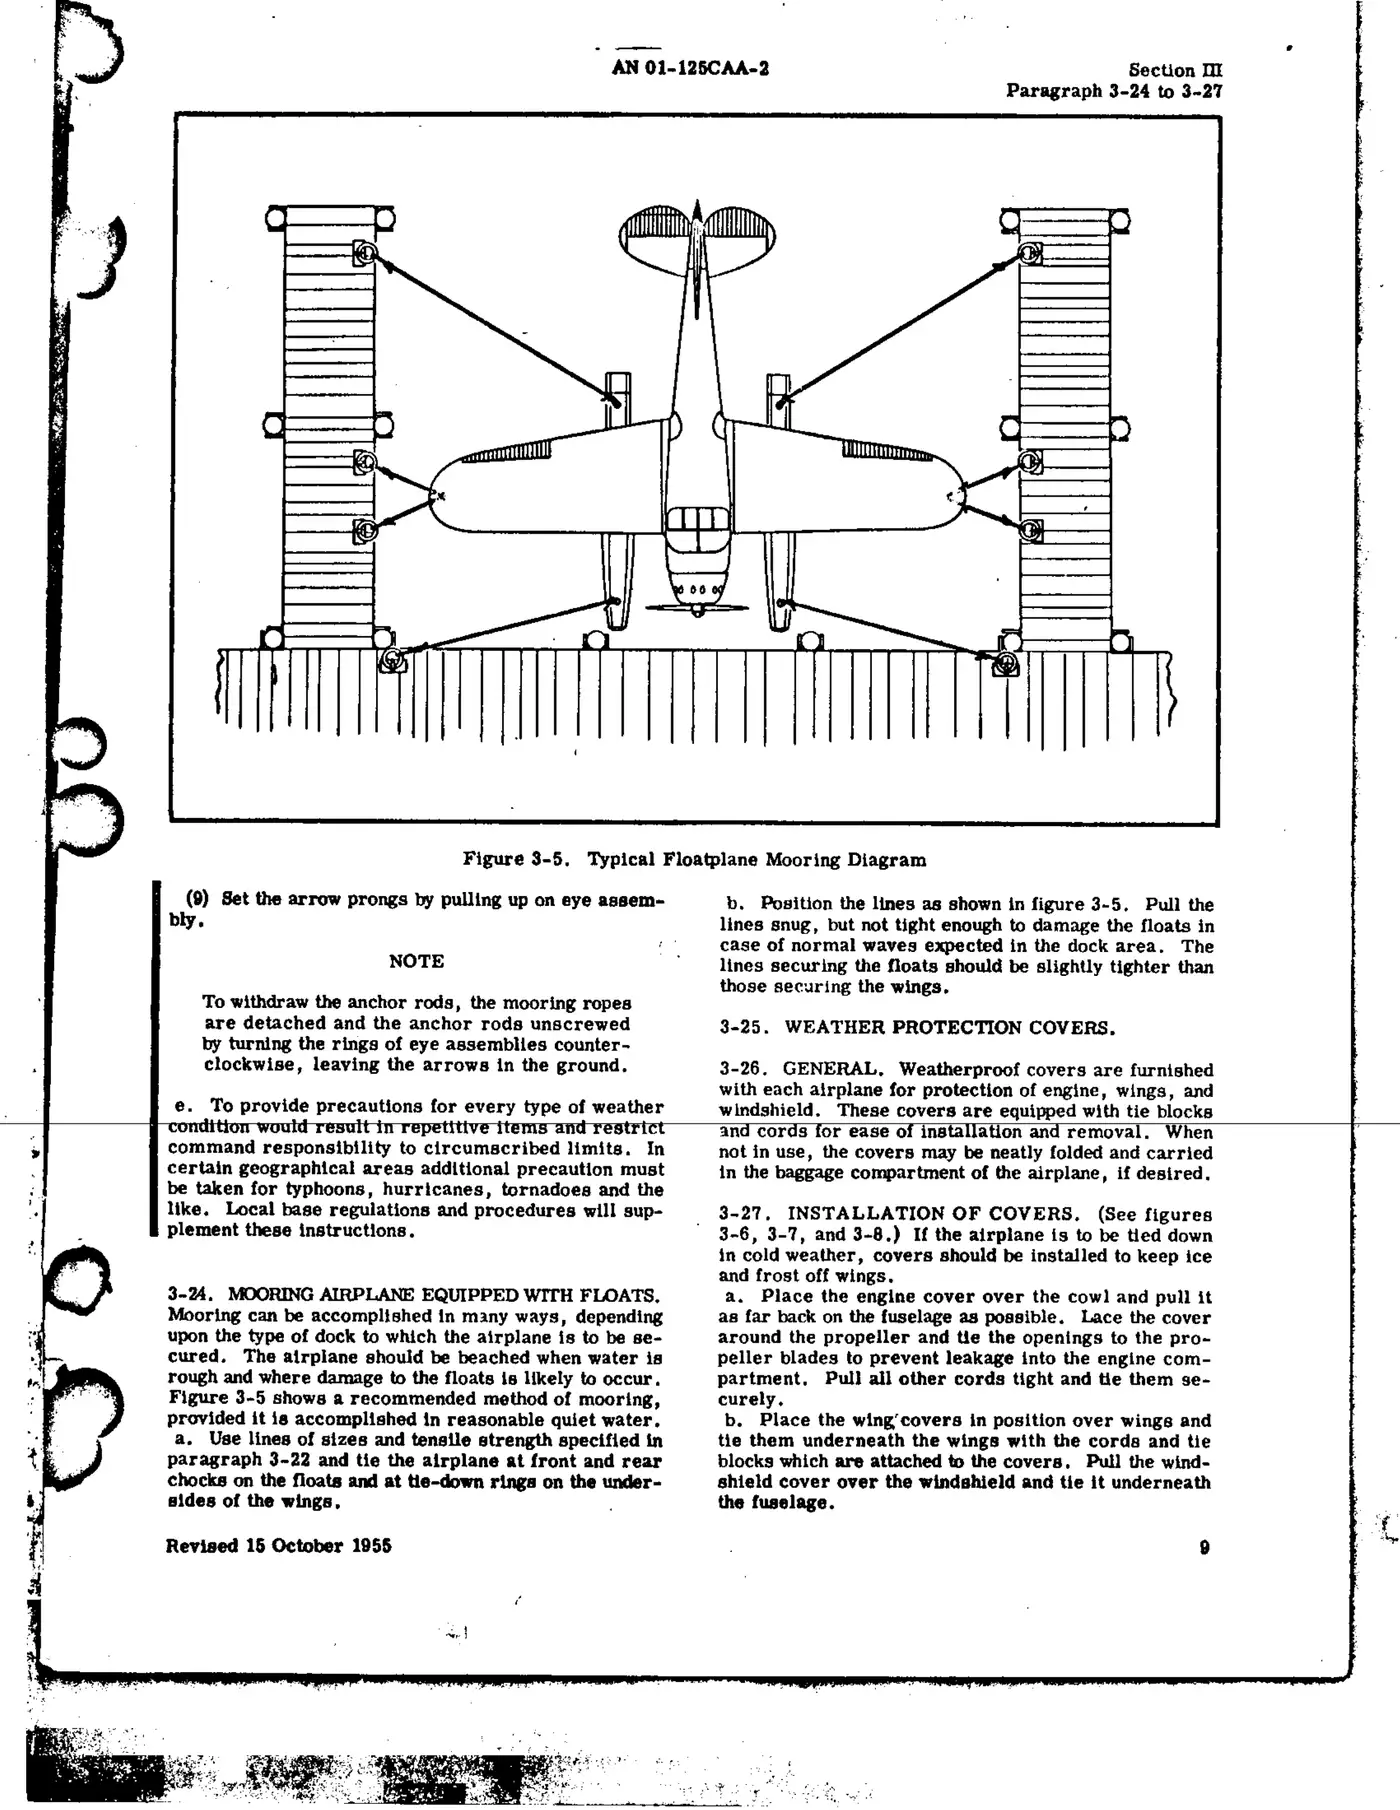 AN 01-125CAA-2
Section III
Paragraph 3-24 to 3-27
Figure 3-5. Typical Floatplane Mooring Diagram
(9) Set the arrow prongs by pulling up on eye assem-
bly.
NOTE
To withdraw the anchor rods, the mooring ropes
are detached and the anchor rods unscrewed
by turning the rings of eye assemblies counter-
clockwise, leaving the arrows in the ground.
e. To provide precautions for every type of weather
condition would result in repetitive items and restrict
command responsibility to circumscribed limits. In
certain geographical areas additional precaution must
be taken for typhoons, hurricanes, tornadoes and the
like. Local base regulations and procedures will sup-
plement these instructions.
3-24. MOORING AIRPLANE EQUIPPED WITH FLOATS.
Mooring can be accomplished in many ways, depending
upon the type of dock to which the airplane is to be se-
cured. The airplane should be beached when water is
rough and where damage to the floats is likely to occur.
Figure 3-5 shows a recommended method of mooring,
provided it is accomplished in reasonable quiet water.
a. Use lines of sizes and tensile strength specified in
paragraph 3-22 and tie the airplane at front and rear
chocks on the floats and at tie-down rings on the under-
sides of the wings.
b. Position the lines as shown in figure 3-5. Pull the
lines snug, but not tight enough to damage the floats in
case of normal waves expected in the dock area. The
lines securing the floats should be slightly tighter than
those securing the wings.
3-25. WEATHER PROTECTION COVERS.
3-26. GENERAL. Weatherproof covers are furnished
with each airplane for protection of engine, wings, and
windshield. These covers are equipped with tie blocks
and cords for ease of installation and removal. When
not in use, the covers may be neatly folded and carried
in the baggage compartment of the airplane, if desired.
3-27. INSTALLATION OF COVERS. (See figures
3-6, 3-7, and 3-8.) If the airplane is to be tied down
in cold weather, covers should be installed to keep ice
and frost off wings.
a. Place the engine cover over the cowl and pull it
as far back on the fuselage as possible. Lace the cover
around the propeller and tie the openings to the pro-
peller blades to prevent leakage into the engine com-
partment. Pull all other cords tight and tie them se-
curely.
b. Place the wing covers in position over wings and
tie them underneath the wings with the cords and tie
blocks which are attached to the covers. Pull the wind-
shield cover over the windshield and tie it underneath
the fuselage.
Revised 15 October 1955
9